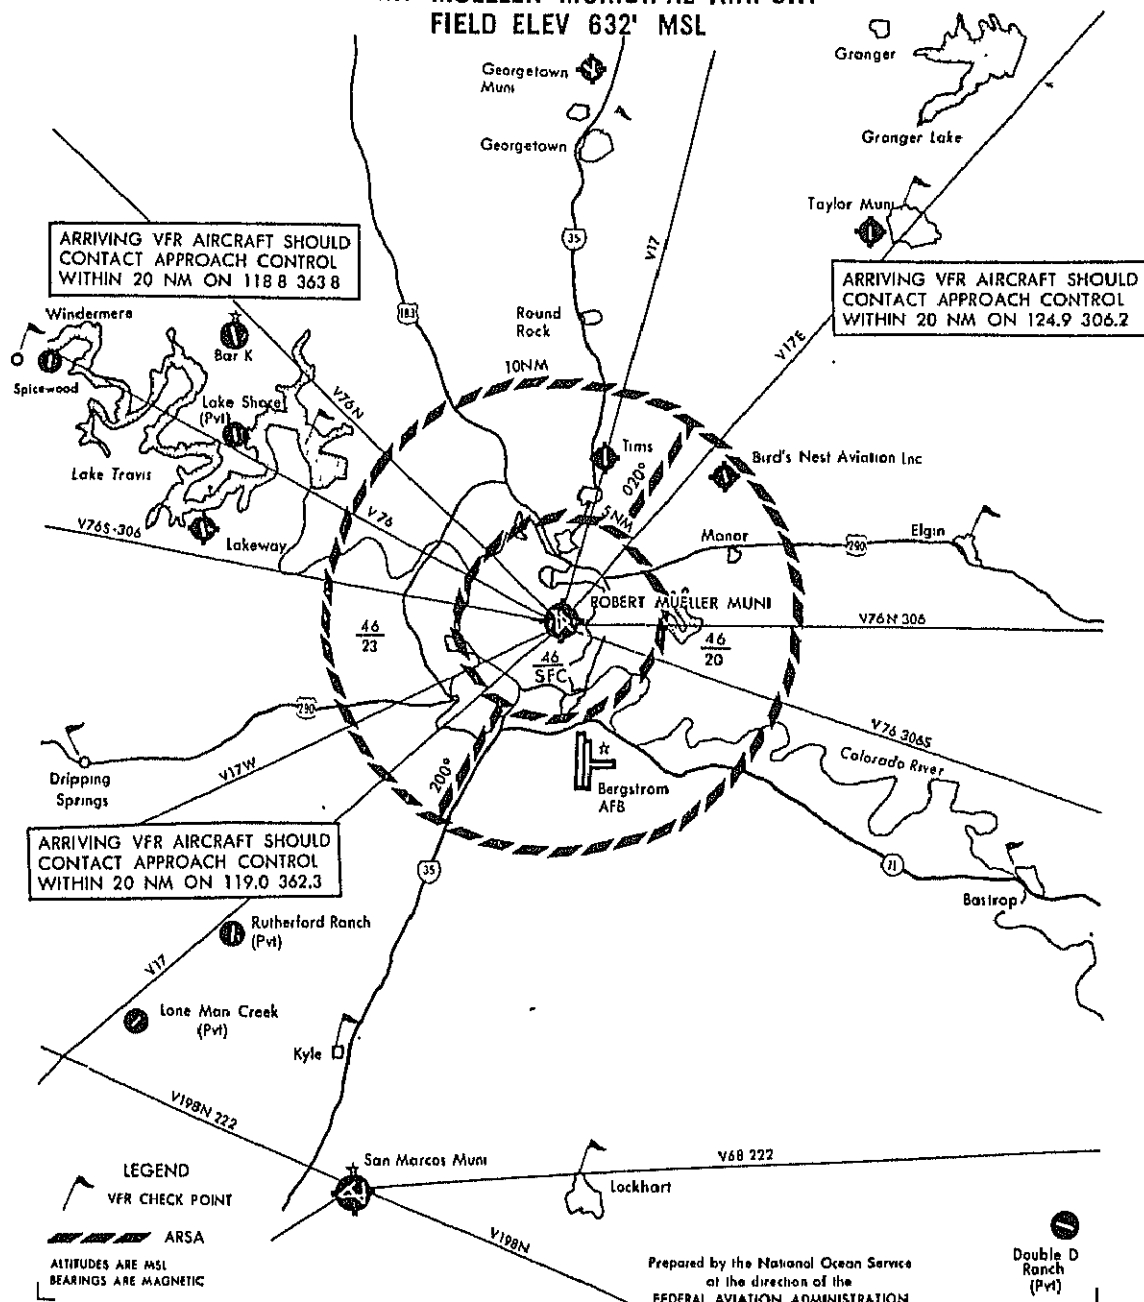 FIELD ELEV 632' MSL
Georgetown
Muni
Granger
Granger Lake
Georgetown
Taylor Muni
35
V17
ARRIVING VFR AIRCRAFT SHOULD
CONTACT APPROACH CONTROL
WITHIN 20 NM ON 118 8 363 8
ARRIVING VFR AIRCRAFT SHOULD
CONTACT APPROACH CONTROL
WITHIN 20 NM ON 124.9 306.2
183
Round
Rock
Windermere
Bar K
V17E
Spicewood
10NM
V76N
Lake Shore
(Pvt)
Tims
Bird's Nest Aviation Inc
020°
Lake Travis
V76
5NM
V76S-306
Lakeway
Manor
290
Elgin
ROBERT MUELLER MUNI
V76N 306
46
23
46
SFC
46
20
290
V76 306S
Colorado River
Dripping
Springs
V17W
200°
Bergstrom
AFB
ARRIVING VFR AIRCRAFT SHOULD
CONTACT APPROACH CONTROL
WITHIN 20 NM ON 119.0 362.3
35
71
Bastrop
Rutherford Ranch
(Pvt)
V17
Lone Man Creek
(Pvt)
Kyle
V198N 222
San Marcos Muni
V68 222
Lockhart
V198N
LEGEND
VFR CHECK POINT
ARSA
ALTITUDES ARE MSL
BEARINGS ARE MAGNETIC
Prepared by the National Ocean Service
at the direction of the
FEDERAL AVIATION ADMINISTRATION
Double D
Ranch
(Pvt)